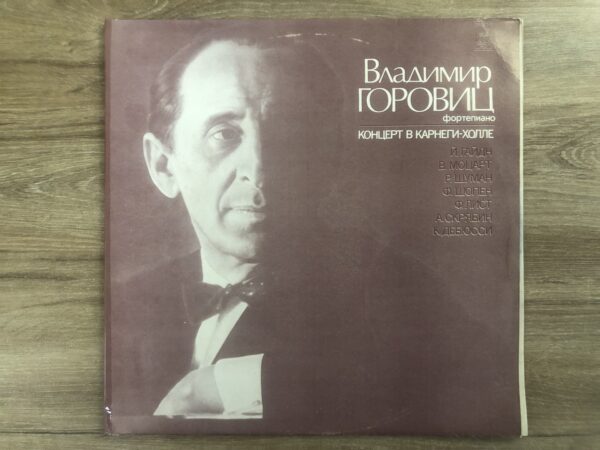 Владимир
ГОРОВИЦ
фортепиано
КОНЦЕРТ В КАРНЕГИ-ХОЛЛЕ
И. ГАЙДН
В. МОЦАРТ
Р. ШУМАН
Ф. ШОПЕН
Ф. ЛИСТ
А. СКРЯБИН
К. ДЕБЮССИ